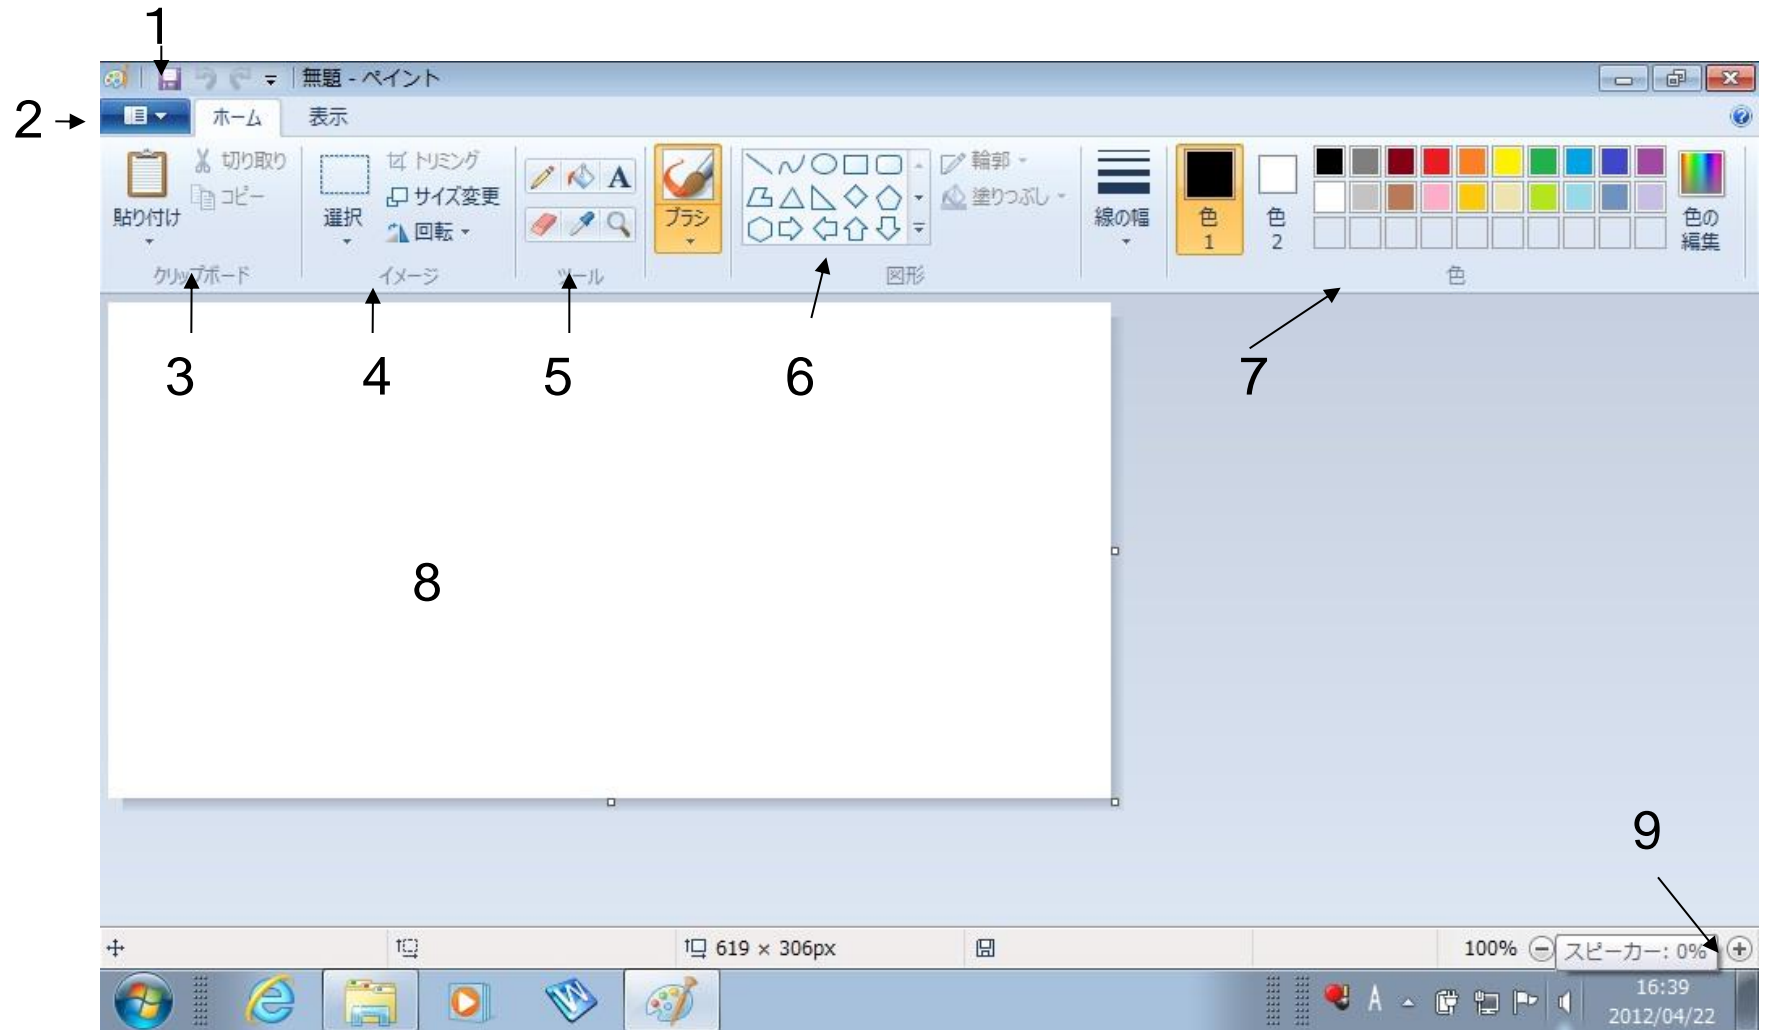 1
無題 - ペイント
2
ホーム 表示
切り取り
コピー
貼り付け
クリップボード
トリミング
サイズ変更
回転
選択
イメージ
A
ツール
ブラシ
輪郭
塗りつぶし
図形
線の幅
色
1
色
2
色の
編集
色
3 4 5 6 7
8
9
619 × 306px
100%
スピーカー: 0%
A
16:39
2012/04/22